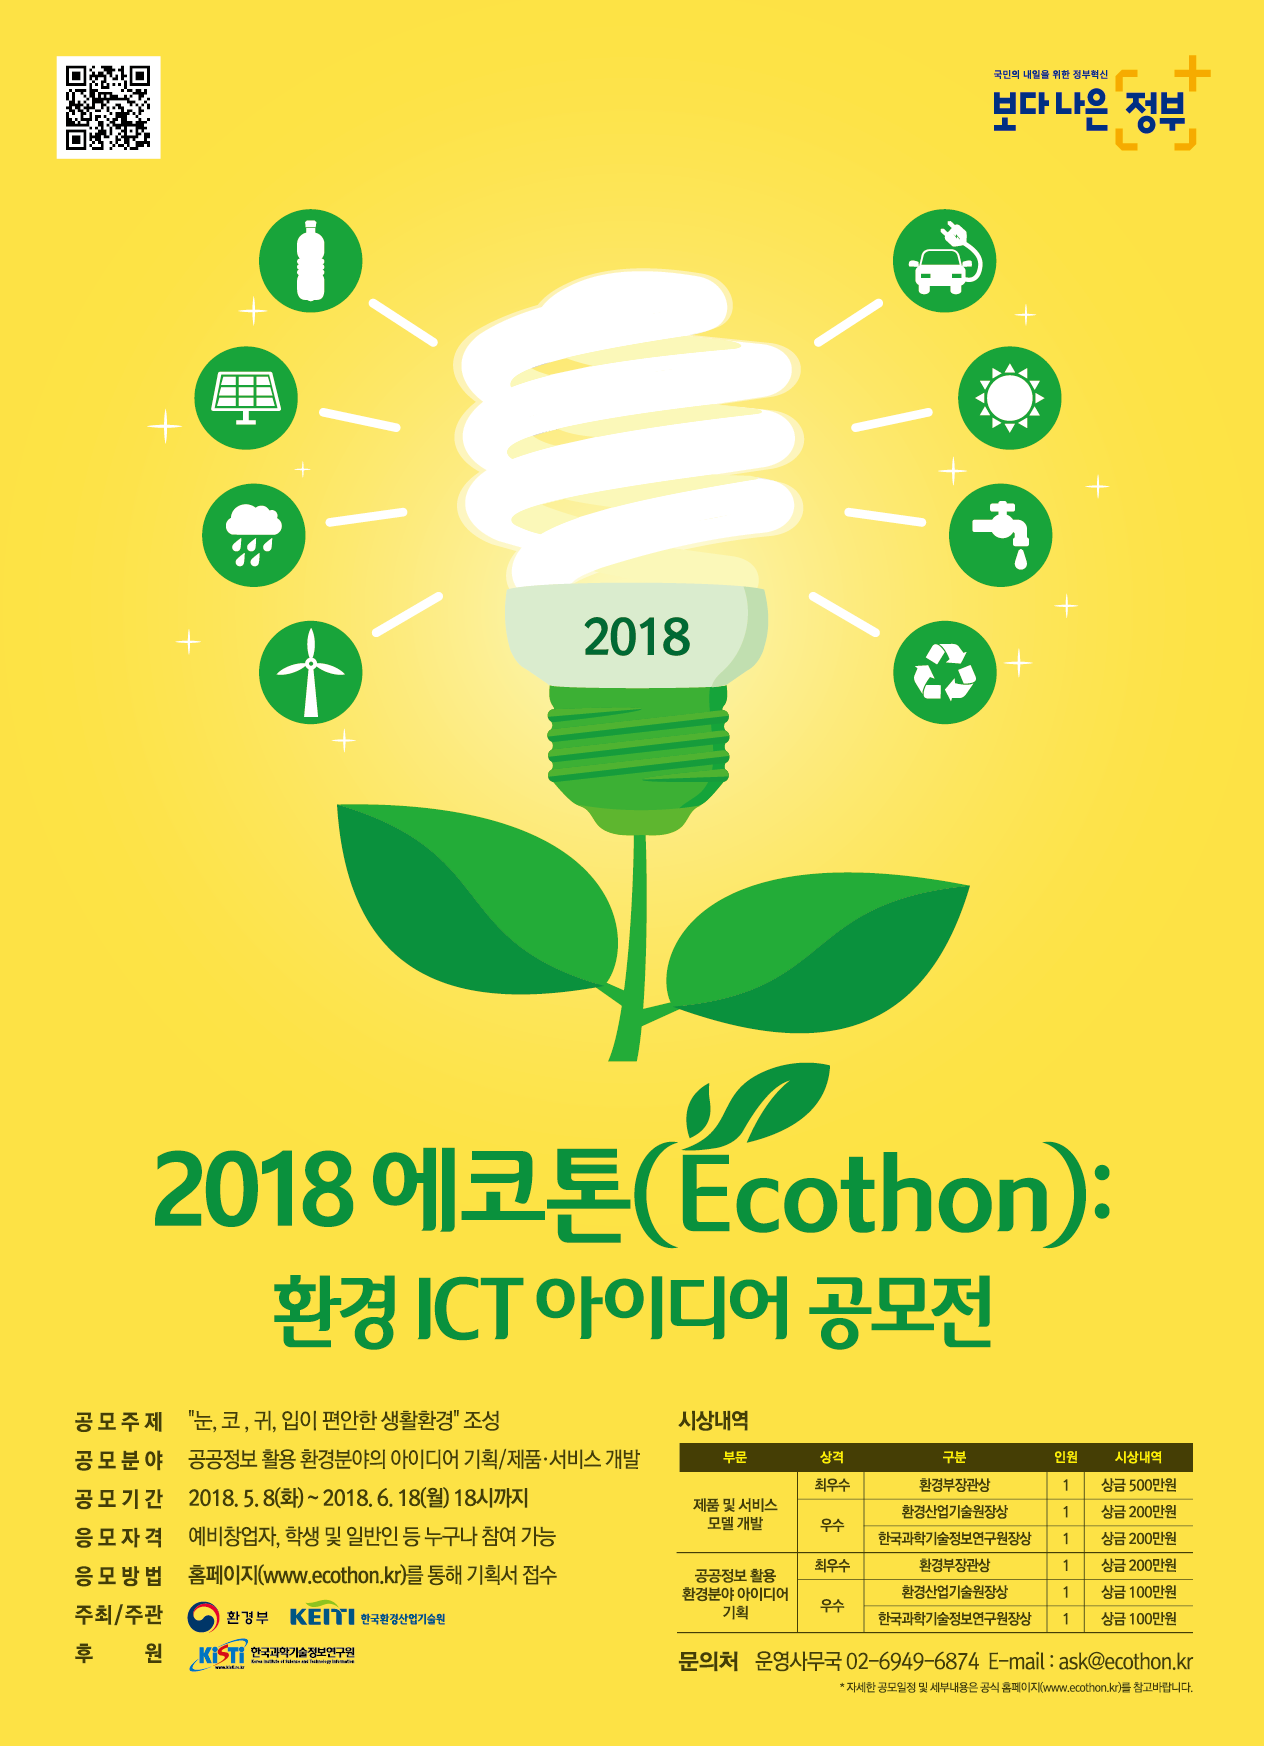 국민의 내일을 위한 정부혁신
보다 나은 정부
2018
2018 에코톤(Ecothon):
환경 ICT 아이디어 공모전
공모주제 "눈, 코 , 귀, 입이 편안한 생활환경" 조성
공모분야 공공정보 활용 환경분야의 아이디어 기획/제품·서비스 개발
공모기간 2018. 5. 8(화) ~ 2018. 6. 18(월) 18시까지
응모자격 예비창업자, 학생 및 일반인 등 누구나 참여 가능
응모방법 홈페이지(www.ecothon.kr)를 통해 기획서 접수
주최/주관 환경부 KEITI 한국환경산업기술원
후원 KiSTi www.kisti.re.kr 한국과학기술정보연구원
Korea Institute of Science and Technology Information
시상내역
부문 상격 구분 인원 시상내역
제품 및 서비스
모델 개발
최우수 환경부장관상 1 상금 500만원
우수 환경산업기술원장상 1 상금 200만원
한국과학기술정보연구원장상 1 상금 200만원
공공정보 활용
환경분야 아이디어
기획
최우수 환경부장관상 1 상금 200만원
우수 환경산업기술원장상 1 상금 100만원
한국과학기술정보연구원장상 1 상금 100만원
문의처 운영사무국 02-6949-6874 E-mail : ask@ecothon.kr
* 자세한 공모일정 및 세부내용은 공식 홈페이지(www.ecothon.kr)를 참고바랍니다.